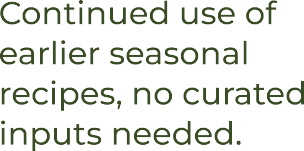 Continued use of
earlier seasonal
recipes, no curated
inputs needed.